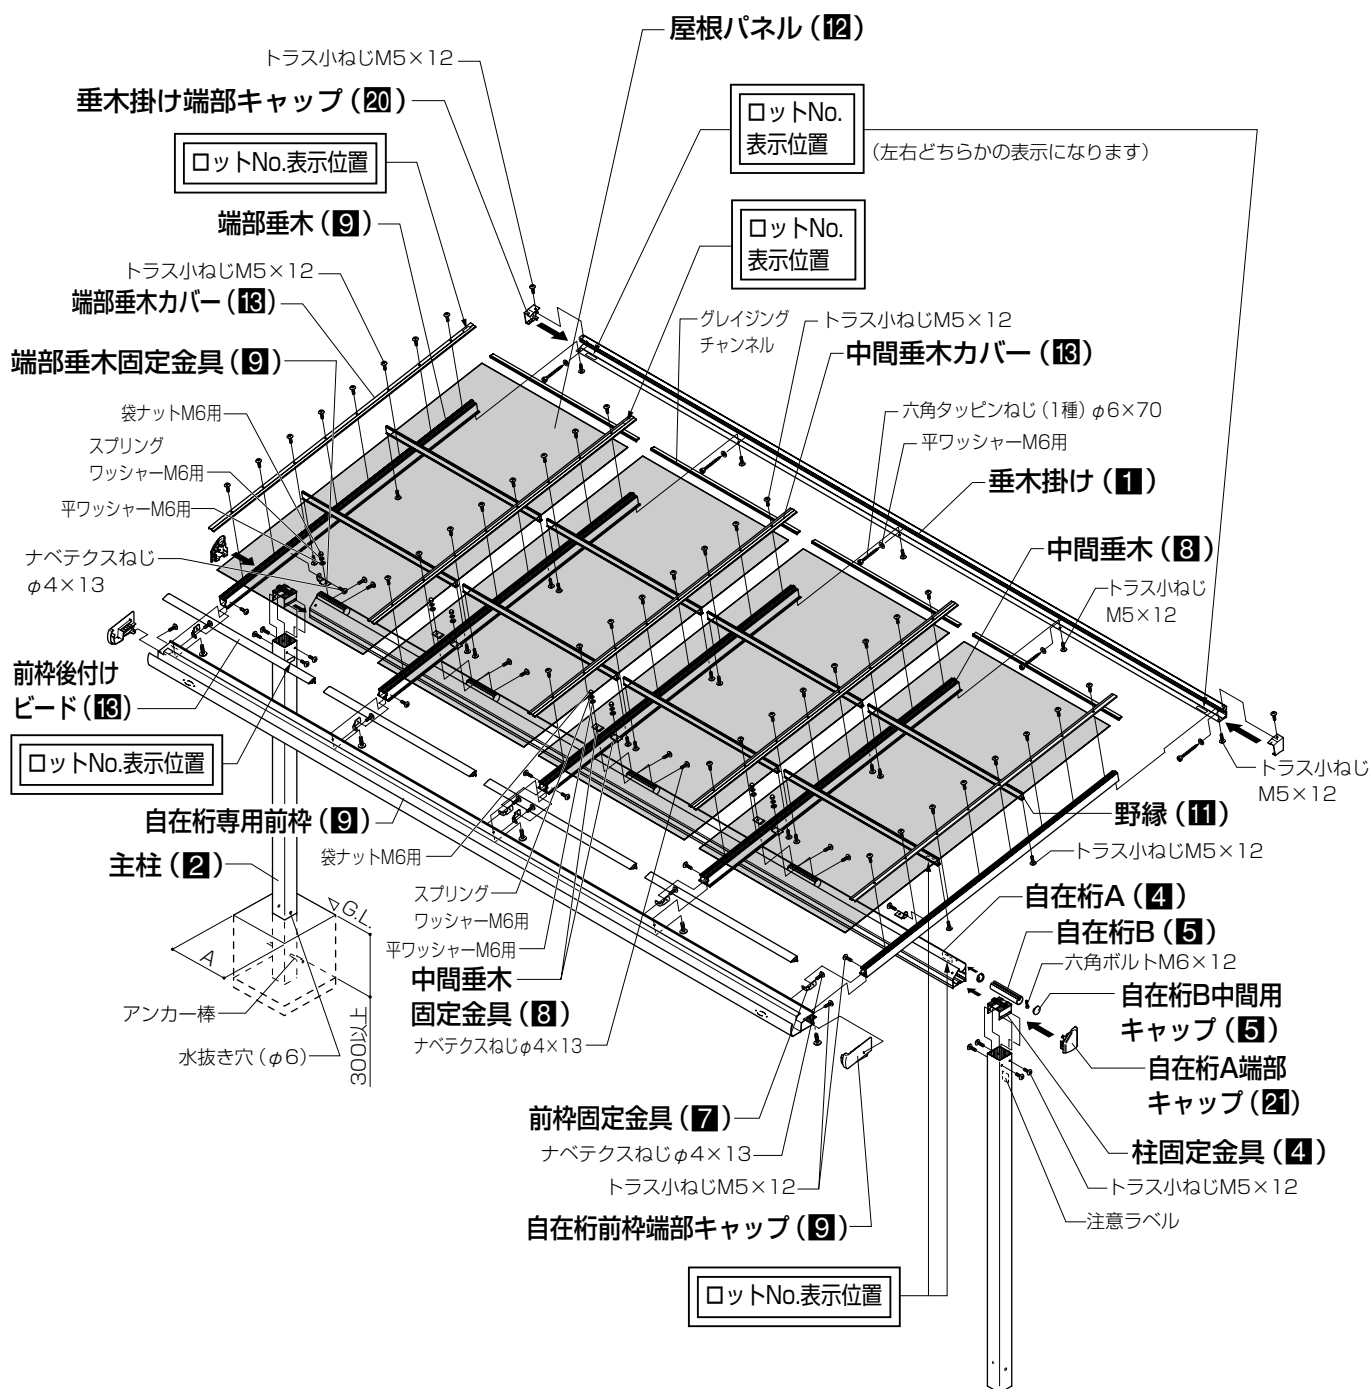 屋根パネル(12)
トラス小ねじM5×12
垂木掛け端部キャップ(20)
ロットNo.表示位置
ロットNo.
表示位置
(左右どちらかの表示になります)
端部垂木(9)
ロットNo.
表示位置
トラス小ねじM5×12
端部垂木カバー(13)
グレイジング
チャンネル
トラス小ねじM5×12
中間垂木カバー(13)
端部垂木固定金具(9)
袋ナットM6用
スプリング
ワッシャーM6用
平ワッシャーM6用
六角タッピンねじ(1種)φ6×70
平ワッシャーM6用
垂木掛け(1)
ナベテクスねじ
φ4×13
中間垂木(8)
トラス小ねじ
M5×12
前枠後付け
ビード(13)
ロットNo.表示位置
トラス小ねじ
M5×12
自在桁専用前枠(9)
野縁(11)
主柱(2)
袋ナットM6用
トラス小ねじM5×12
スプリング
ワッシャーM6用
平ワッシャーM6用
自在桁A(4)
自在桁B(5)
六角ボルトM6×12
▽G.L.
A
中間垂木
固定金具(8)
ナベテクスねじφ4×13
自在桁B中間用
キャップ(5)
アンカー棒
水抜き穴(φ6)
300以上
自在桁A端部
キャップ(21)
前枠固定金具(7)
ナベテクスねじφ4×13
トラス小ねじM5×12
柱固定金具(4)
トラス小ねじM5×12
自在桁前枠端部キャップ(9)
注意ラベル
ロットNo.表示位置